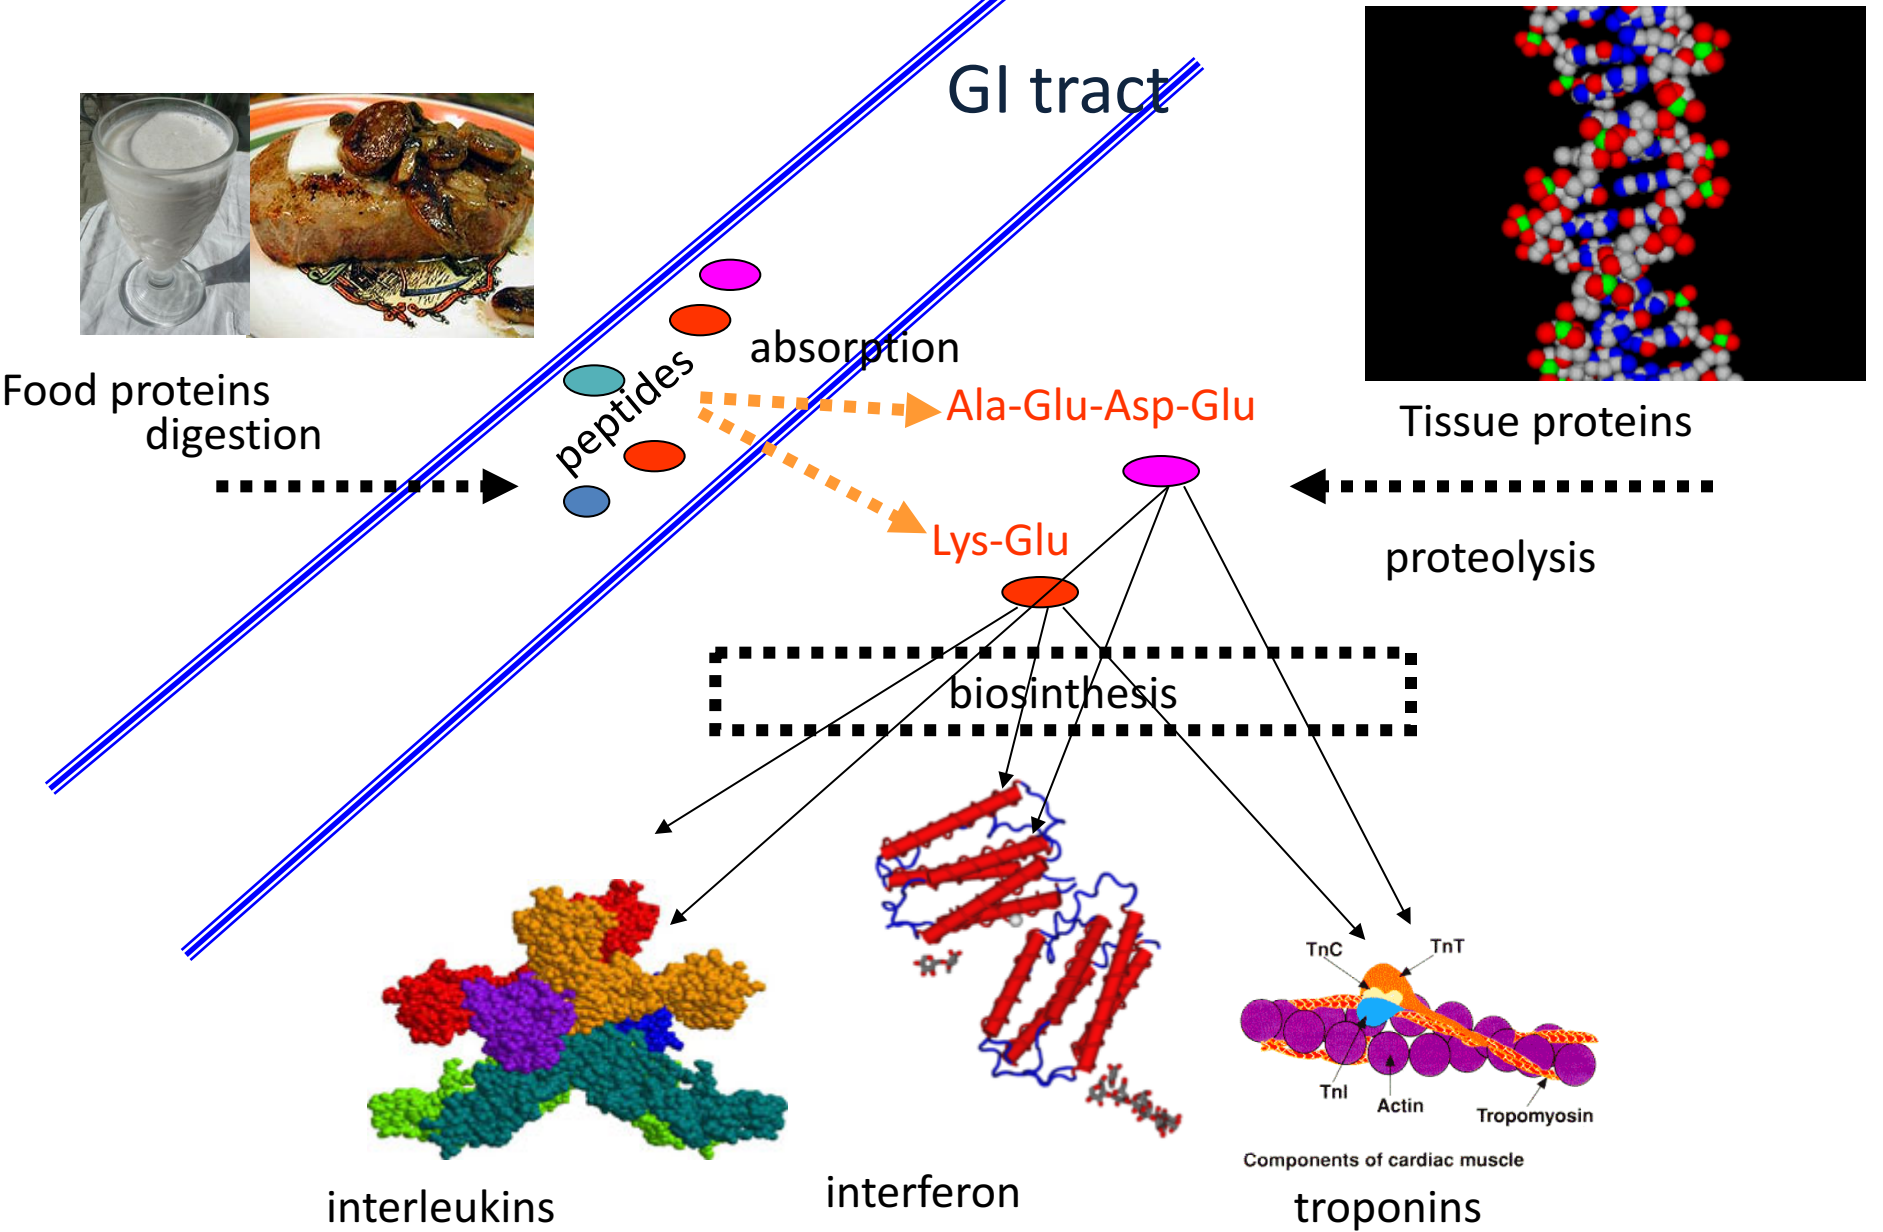 GI tract
Food proteins
digestion
peptides
absorption
Ala-Glu-Asp-Glu
Lys-Glu
Tissue proteins
proteolysis
biosinthesis
TnC
TnT
TnI
Actin
Tropomyosin
Components of cardiac muscle
interleukins
interferon
troponins